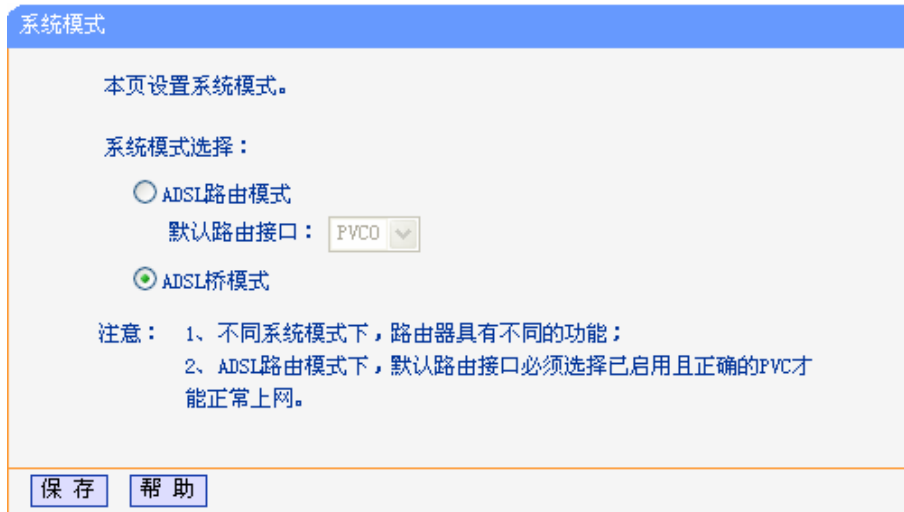 系统模式
本页设置系统模式。
系统模式选择：
ADSL路由模式
默认路由接口： PVC0
ADSL桥模式
注意： 1、不同系统模式下，路由器具有不同的功能；
2、ADSL路由模式下，默认路由接口必须选择已启用且正确的PVC才
能正常上网。
保 存 帮 助